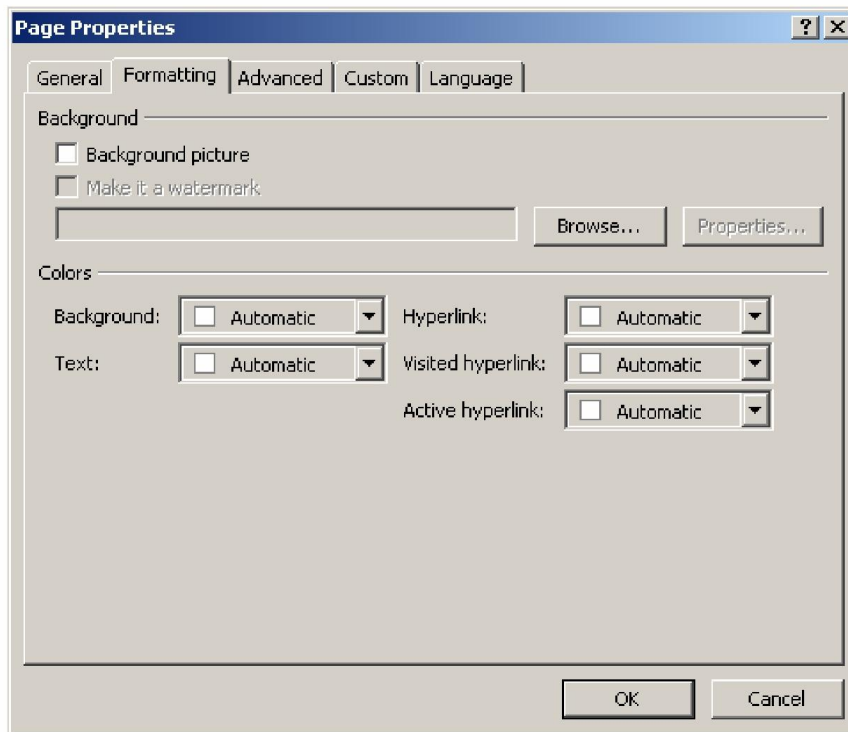 Page Properties
General Formatting Advanced Custom Language
Background
Background picture
Make it a watermark
Browse... Properties...
Colors
Background: Automatic Hyperlink: Automatic
Text: Automatic Visited hyperlink: Automatic
Active hyperlink: Automatic
OK Cancel